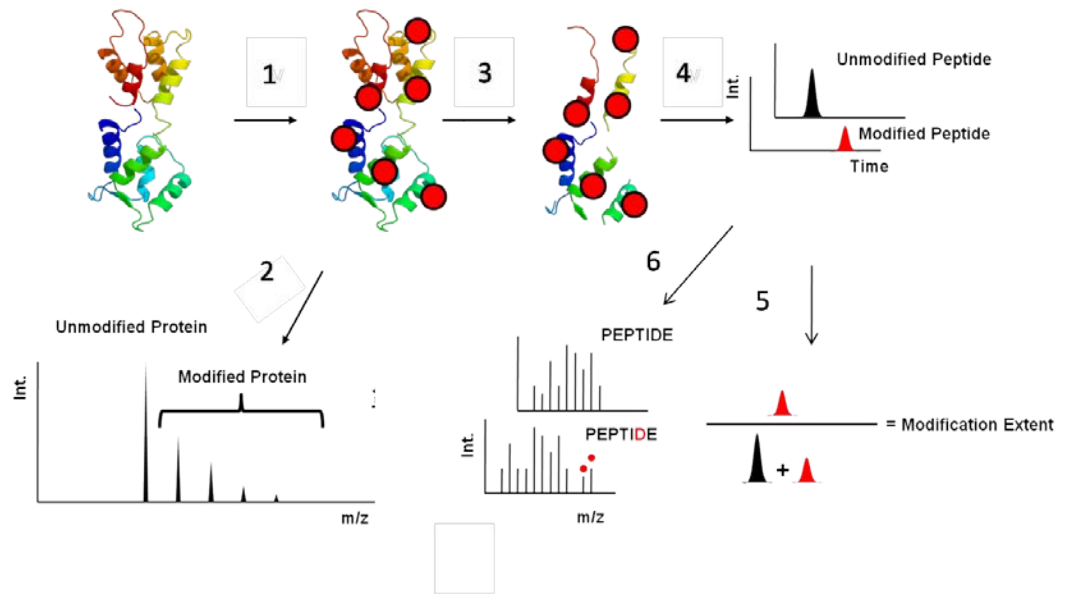 1
3
4
Int.
Unmodified Peptide
Modified Peptide
Time
2
6
5
Unmodified Protein
Modified Protein
Int.
m/z
PEPTIDE
PEPTIDE
Int.
m/z
+
= Modification Extent